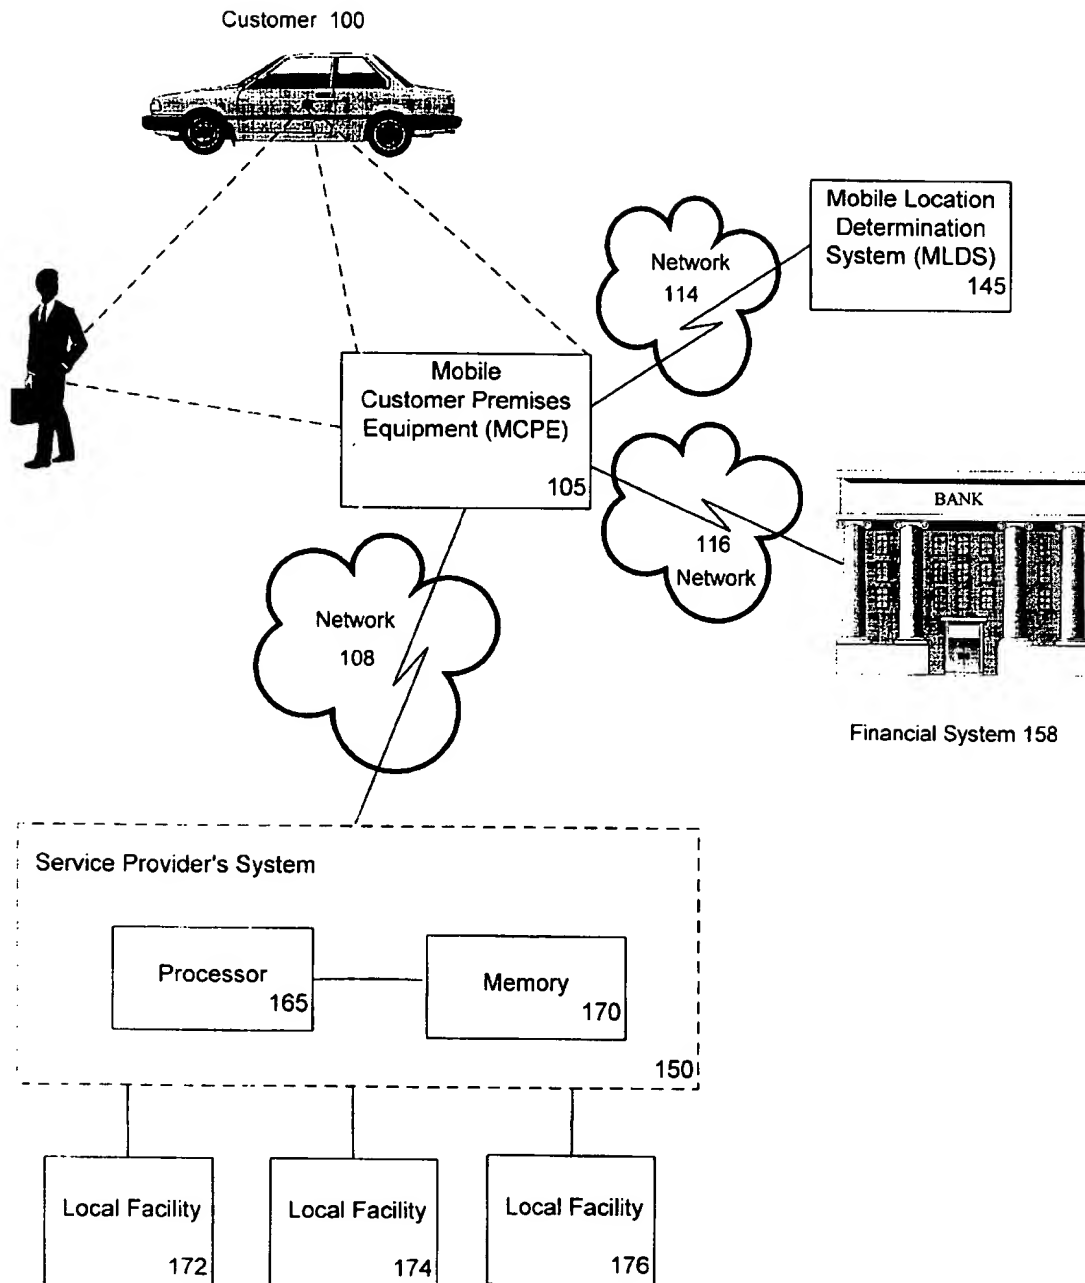 Customer 100
Mobile Location
Determination
System (MLDS)
145
Network
114
Mobile
Customer Premises
Equipment (MCPE)
105
BANK
116
Network
Network
108
Financial System 158
Service Provider's System
Processor
165
Memory
170
150
Local Facility
172
Local Facility
174
Local Facility
176